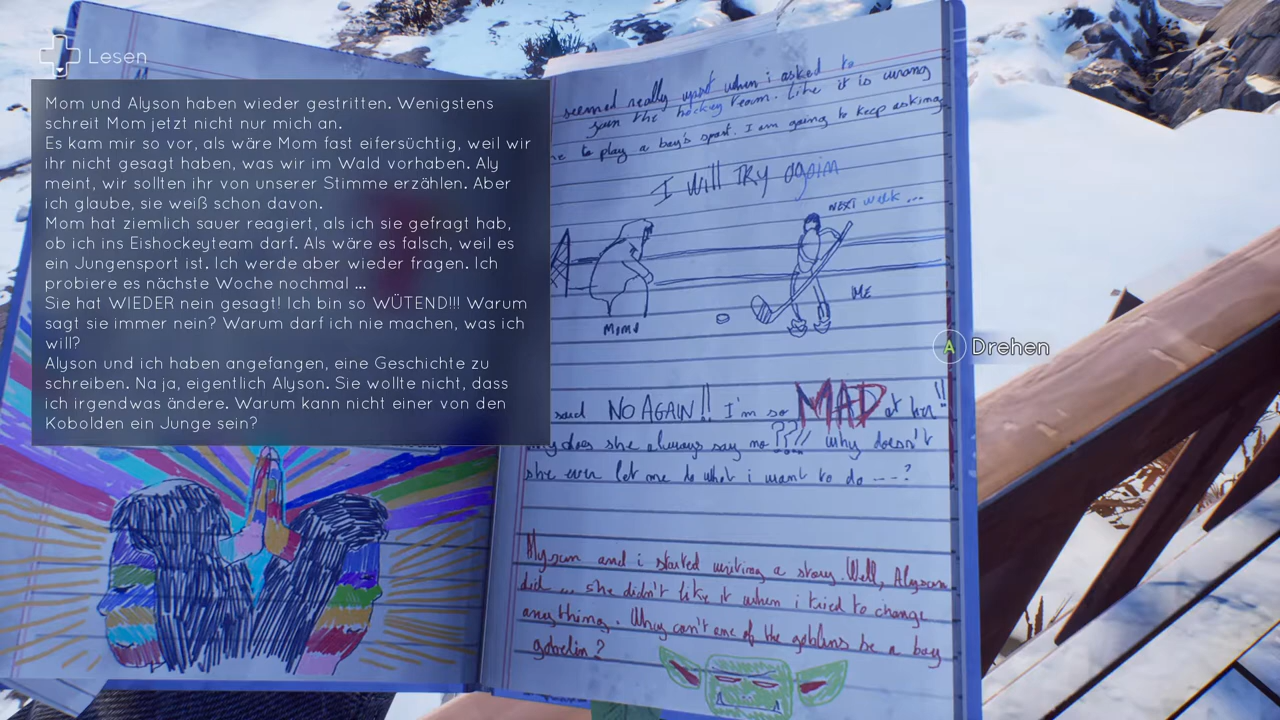 Lesen
Mom und Alyson haben wieder gestritten. Wenigstens
schreit Mom jetzt nicht nur mich an.
Es kam mir so vor, als wäre Mom fast eifersüchtig, weil wir
ihr nicht gesagt haben, was wir im Wald vorhaben. Aly
meint, wir sollten ihr von unserer Stimme erzählen. Aber
ich glaube, sie weiß schon davon.
Mom hat ziemlich sauer reagiert, als ich sie gefragt hab,
ob ich ins Eishockeyteam darf. Als wäre es falsch, weil es
ein Jungensport ist. Ich werde aber wieder fragen. Ich
probiere es nächste Woche nochmal ...
Sie hat WIEDER nein gesagt! Ich bin so WÜTEND!!! Warum
sagt sie immer nein? Warum darf ich nie machen, was ich
will?
Alyson und ich haben angefangen, eine Geschichte zu
schreiben. Na ja, eigentlich Alyson. Sie wollte nicht, dass
ich irgendwas ändere. Warum kann nicht einer von den
Kobolden ein Junge sein?
seemed really upset when i asked to
join the hockey team. Like it is wrong
to play a boy's sport. I am going to keep asking
I will TRY again
NEXT week ...
MOM
ME
A Drehen
said NO AGAIN!! I'm so MAD at her!!
why does she always say no ??!! why doesn't
she ever let me do what i want to do ---?
Alyson and i started writing a story. Well, Alyson
did ... she didn't like it when i tried to change
anything. Why can't one of the goblins be a boy
gobelin?